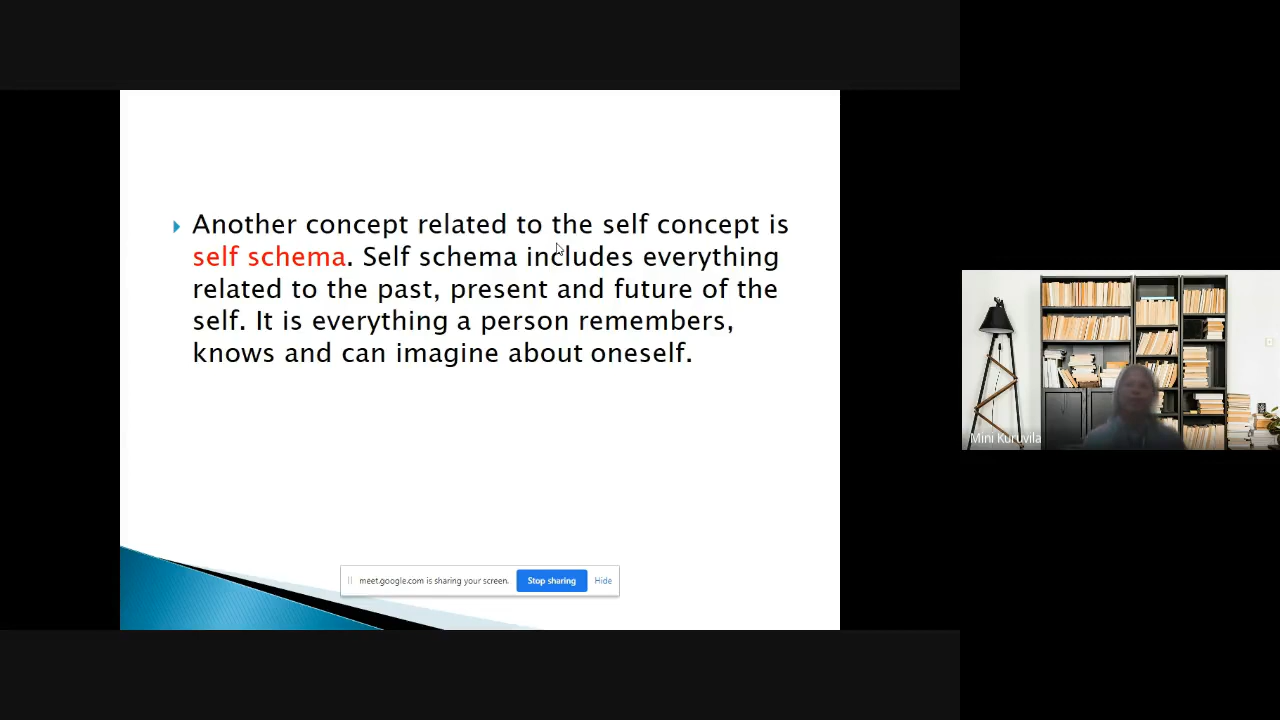 Another concept related to the self concept is
self schema. Self schema includes everything
related to the past, present and future of the
self. It is everything a person remembers,
knows and can imagine about oneself.
meet.google.com is sharing your screen. Stop sharing Hide
Mini Kuruvila